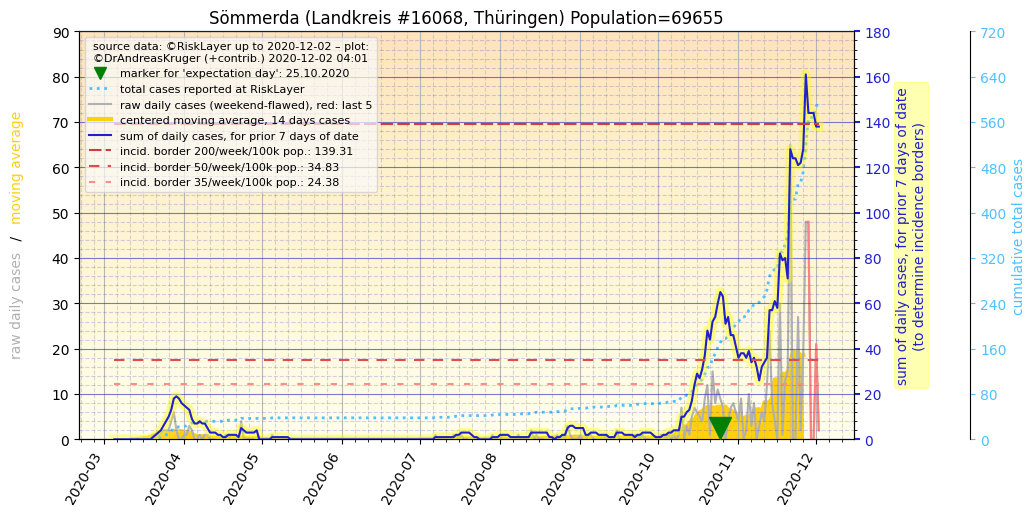 Sömmerda (Landkreis #16068, Thüringen) Population=69655
source data: ©RiskLayer up to 2020-12-02 – plot:
©DrAndreasKruger (+contrib.) 2020-12-02 04:01
marker for 'expectation day': 25.10.2020
total cases reported at RiskLayer
raw daily cases (weekend-flawed), red: last 5
centered moving average, 14 days cases
sum of daily cases, for prior 7 days of date
incid. border 200/week/100k pop.: 139.31
incid. border 50/week/100k pop.: 34.83
incid. border 35/week/100k pop.: 24.38
raw daily cases / moving average
90
80
70
60
50
40
30
20
10
0
2020-03
2020-04
2020-05
2020-06
2020-07
2020-08
2020-09
2020-10
2020-11
2020-12
180
160
140
120
100
80
60
40
20
0
sum of daily cases, for prior 7 days of date
(to determine incidence borders)
720
640
560
480
400
320
240
160
80
0
cumulative total cases